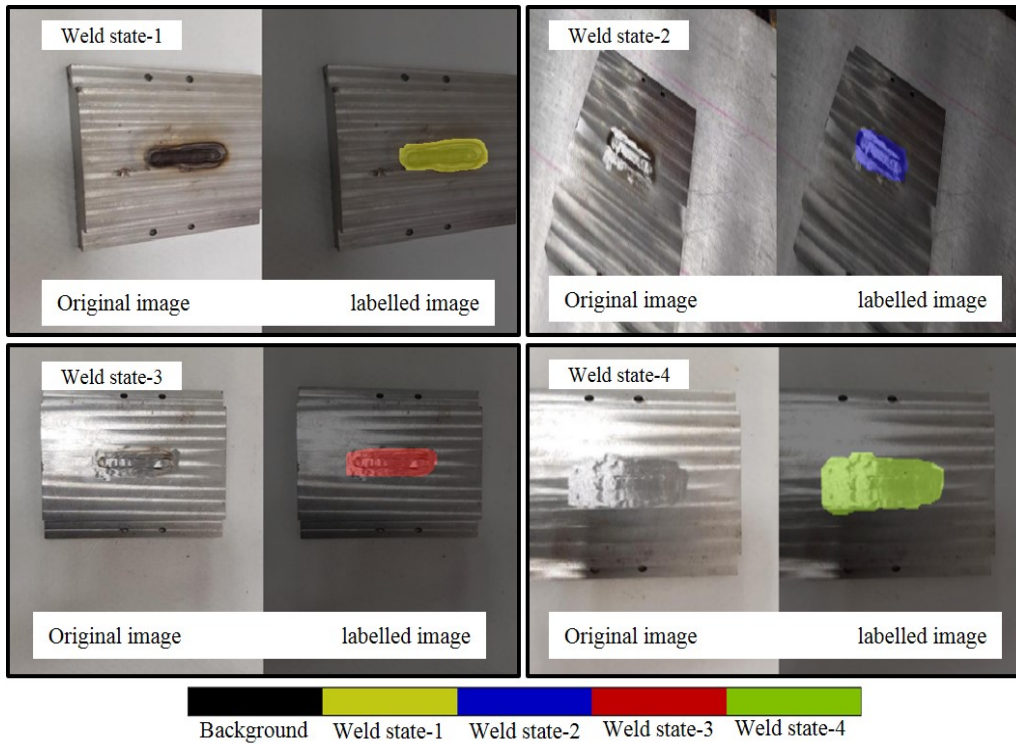 Weld state-1
Original image
labelled image
Weld state-2
Original image
labelled image
Weld state-3
Original image
labelled image
Weld state-4
Original image
labelled image
Background
Weld state-1
Weld state-2
Weld state-3
Weld state-4